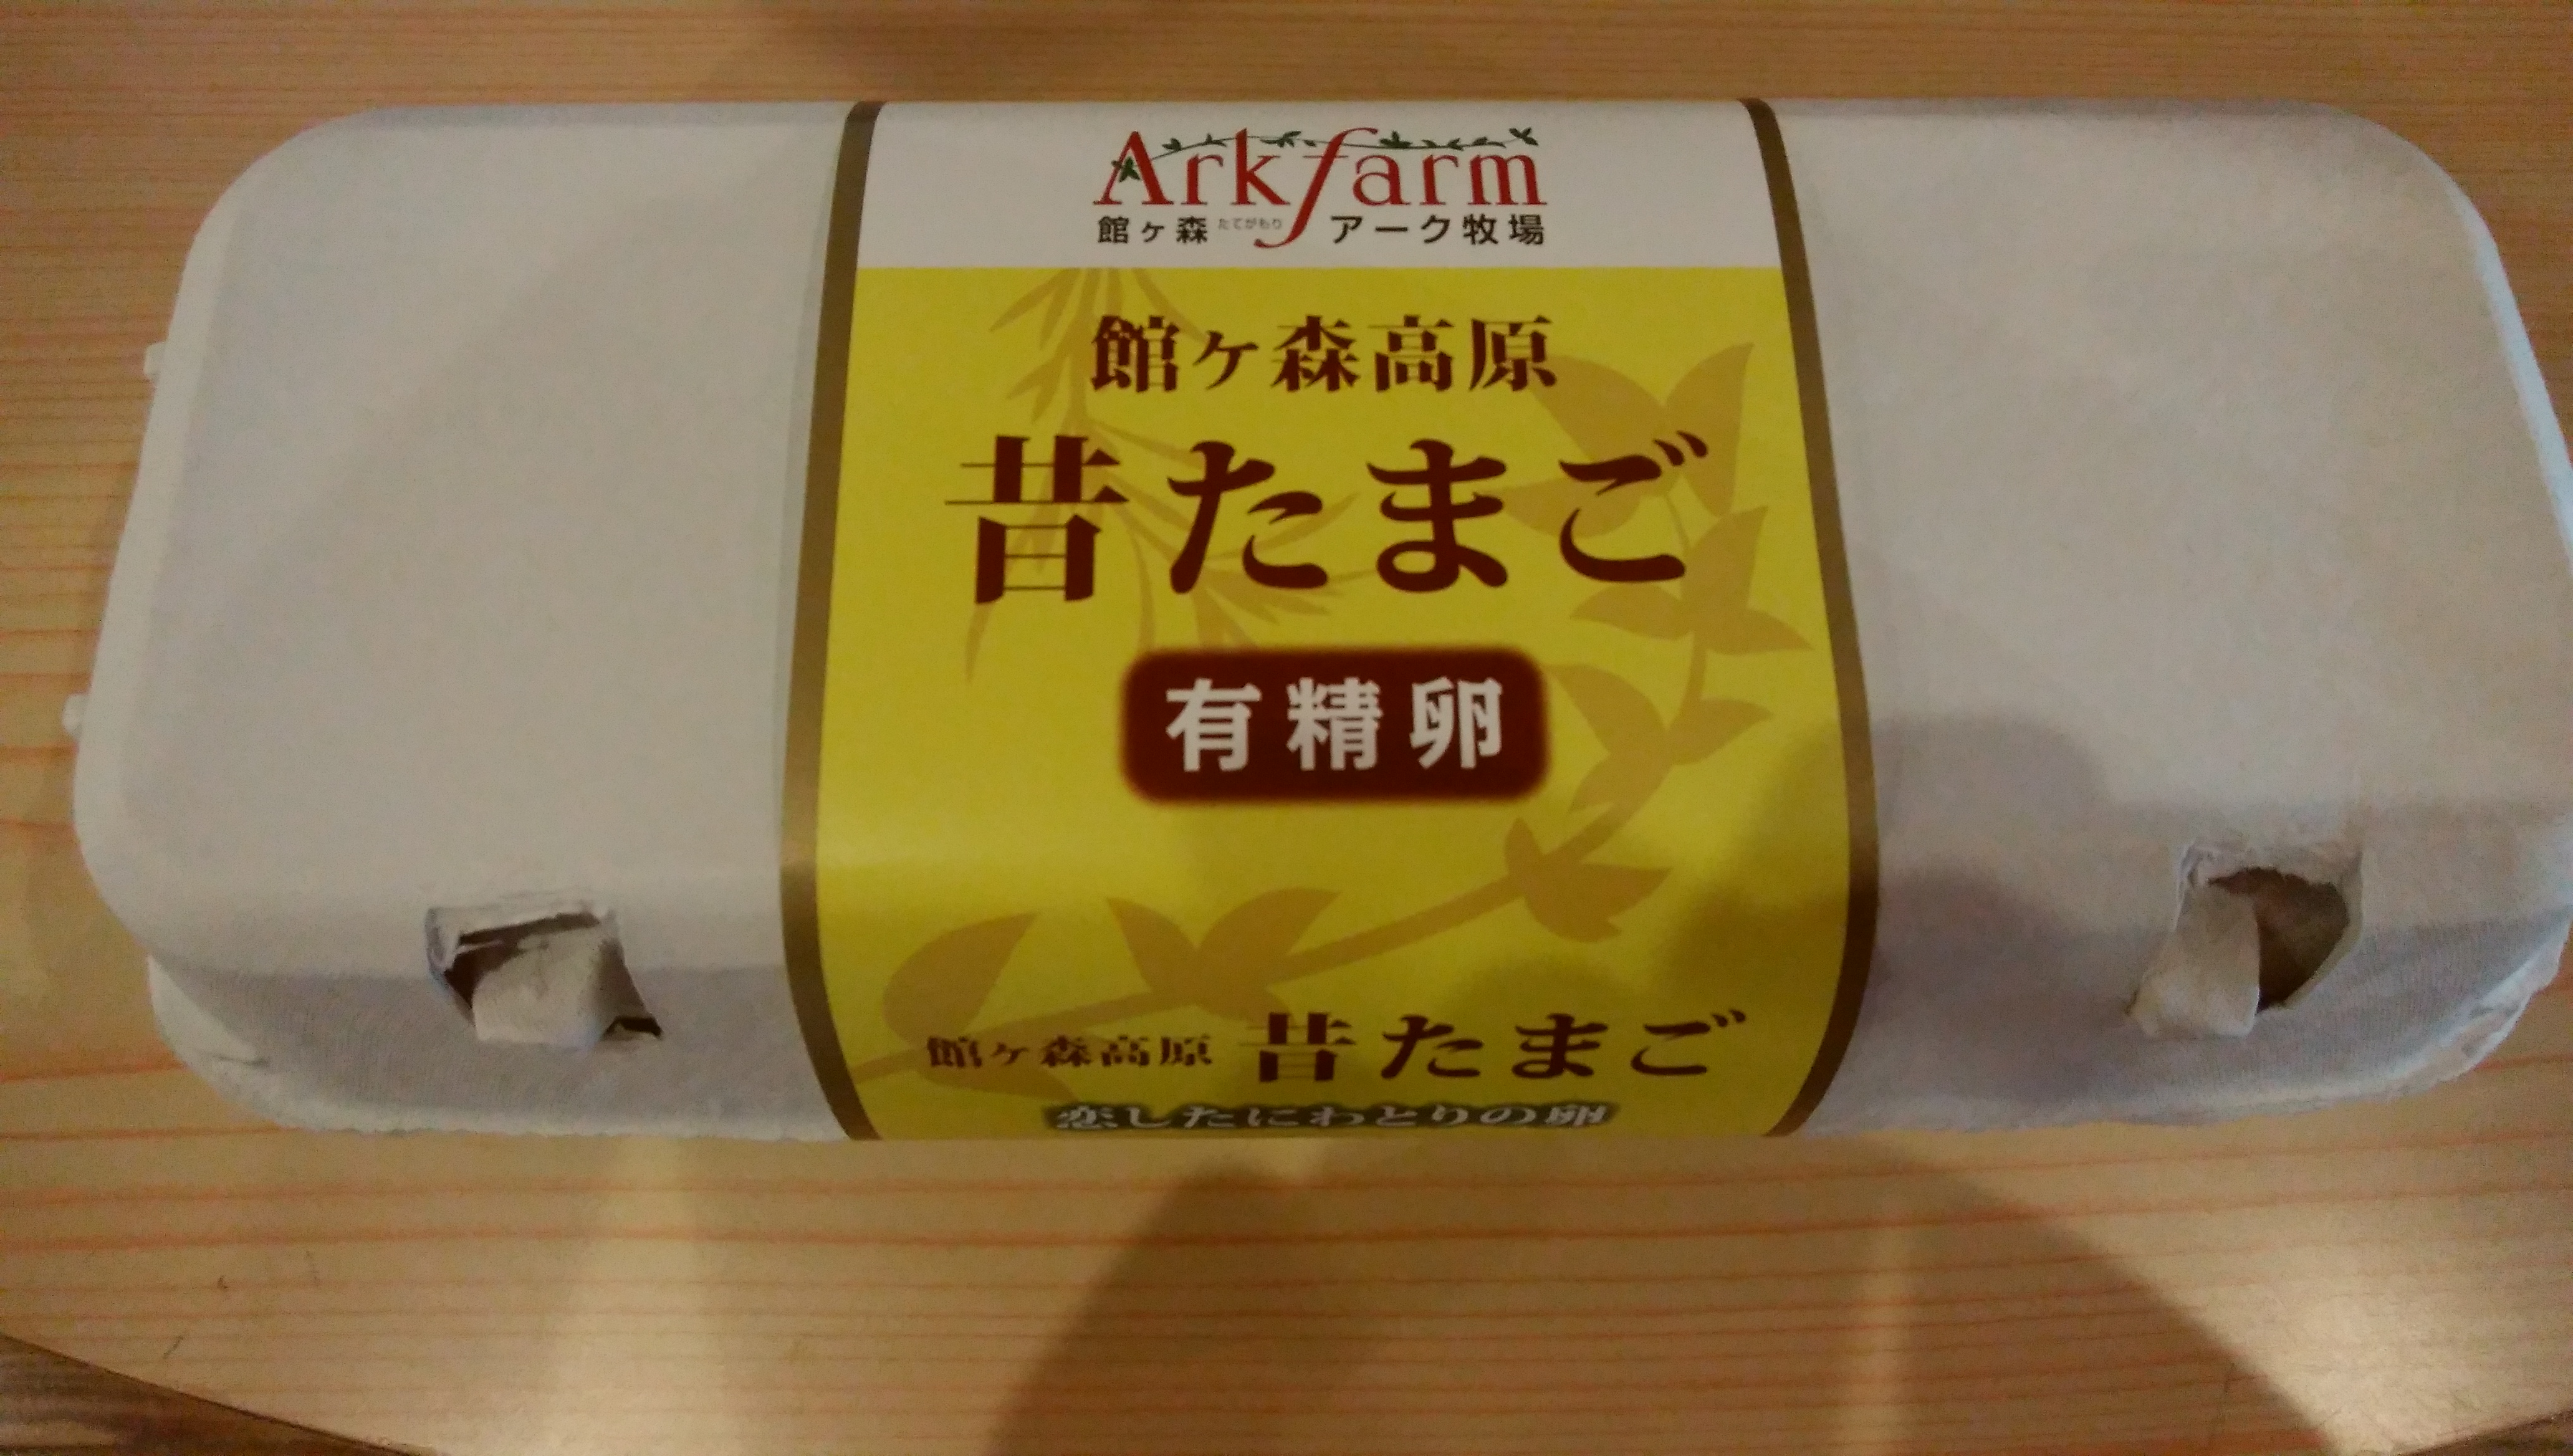 Arkfarm
館ヶ森 たてがもり アーク牧場
館ヶ森高原
昔たまご
有精卵
館ヶ森高原 昔たまご
恋したにわとりの卵